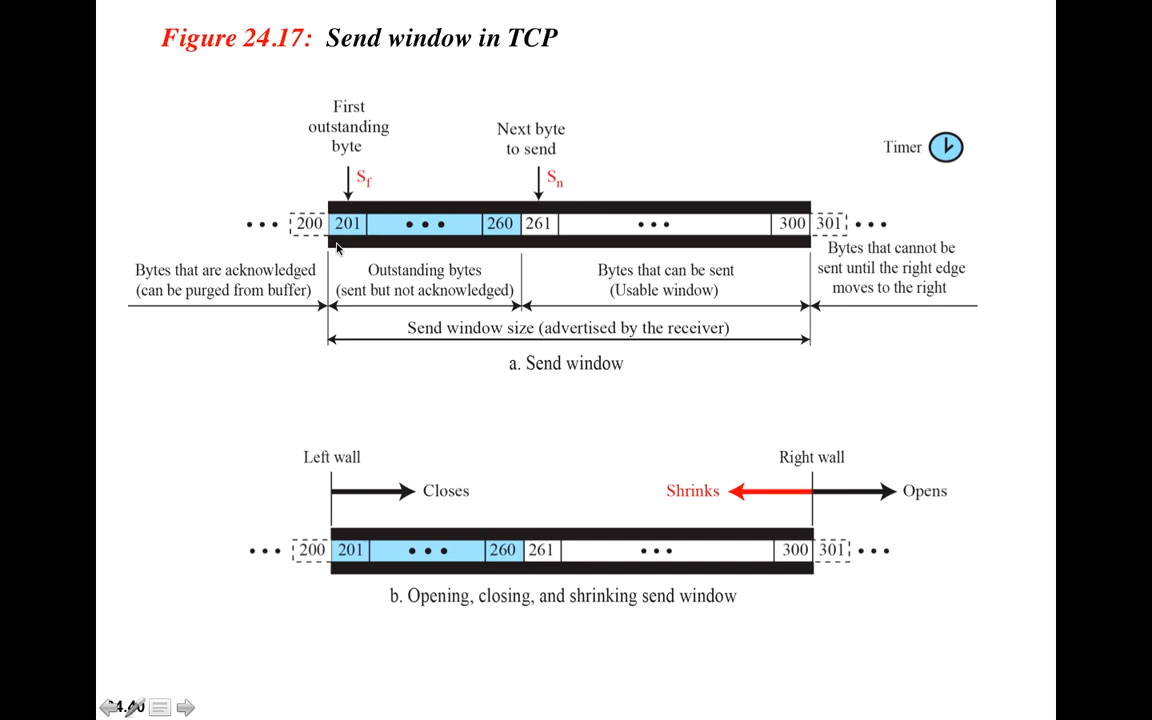 Figure 24.17: Send window in TCP
First
outstanding
byte
Next byte
to send
Timer
Sf
Sn
••• 200 201 ••• 260 261 ••• 300 301 •••
Bytes that are acknowledged
(can be purged from buffer)
Outstanding bytes
(sent but not acknowledged)
Bytes that can be sent
(Usable window)
Bytes that cannot be
sent until the right edge
moves to the right
Send window size (advertised by the receiver)
a. Send window
Left wall
Right wall
Closes
Shrinks
Opens
••• 200 201 ••• 260 261 ••• 300 301 •••
b. Opening, closing, and shrinking send window